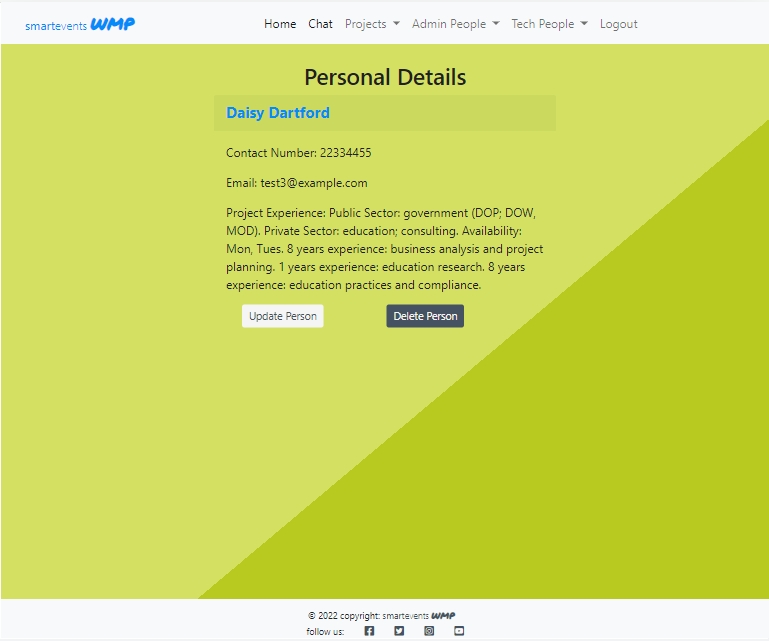 smartevents WMP Home Chat Projects Admin People Tech People Logout
Personal Details
Daisy Dartford
Contact Number: 22334455
Email: test3@example.com
Project Experience: Public Sector: government (DOP; DOW,
MOD). Private Sector: education; consulting. Availability:
Mon, Tues. 8 years experience: business analysis and project
planning. 1 years experience: education research. 8 years
experience: education practices and compliance.
Update Person Delete Person
© 2022 copyright: smartevents WMP
follow us: